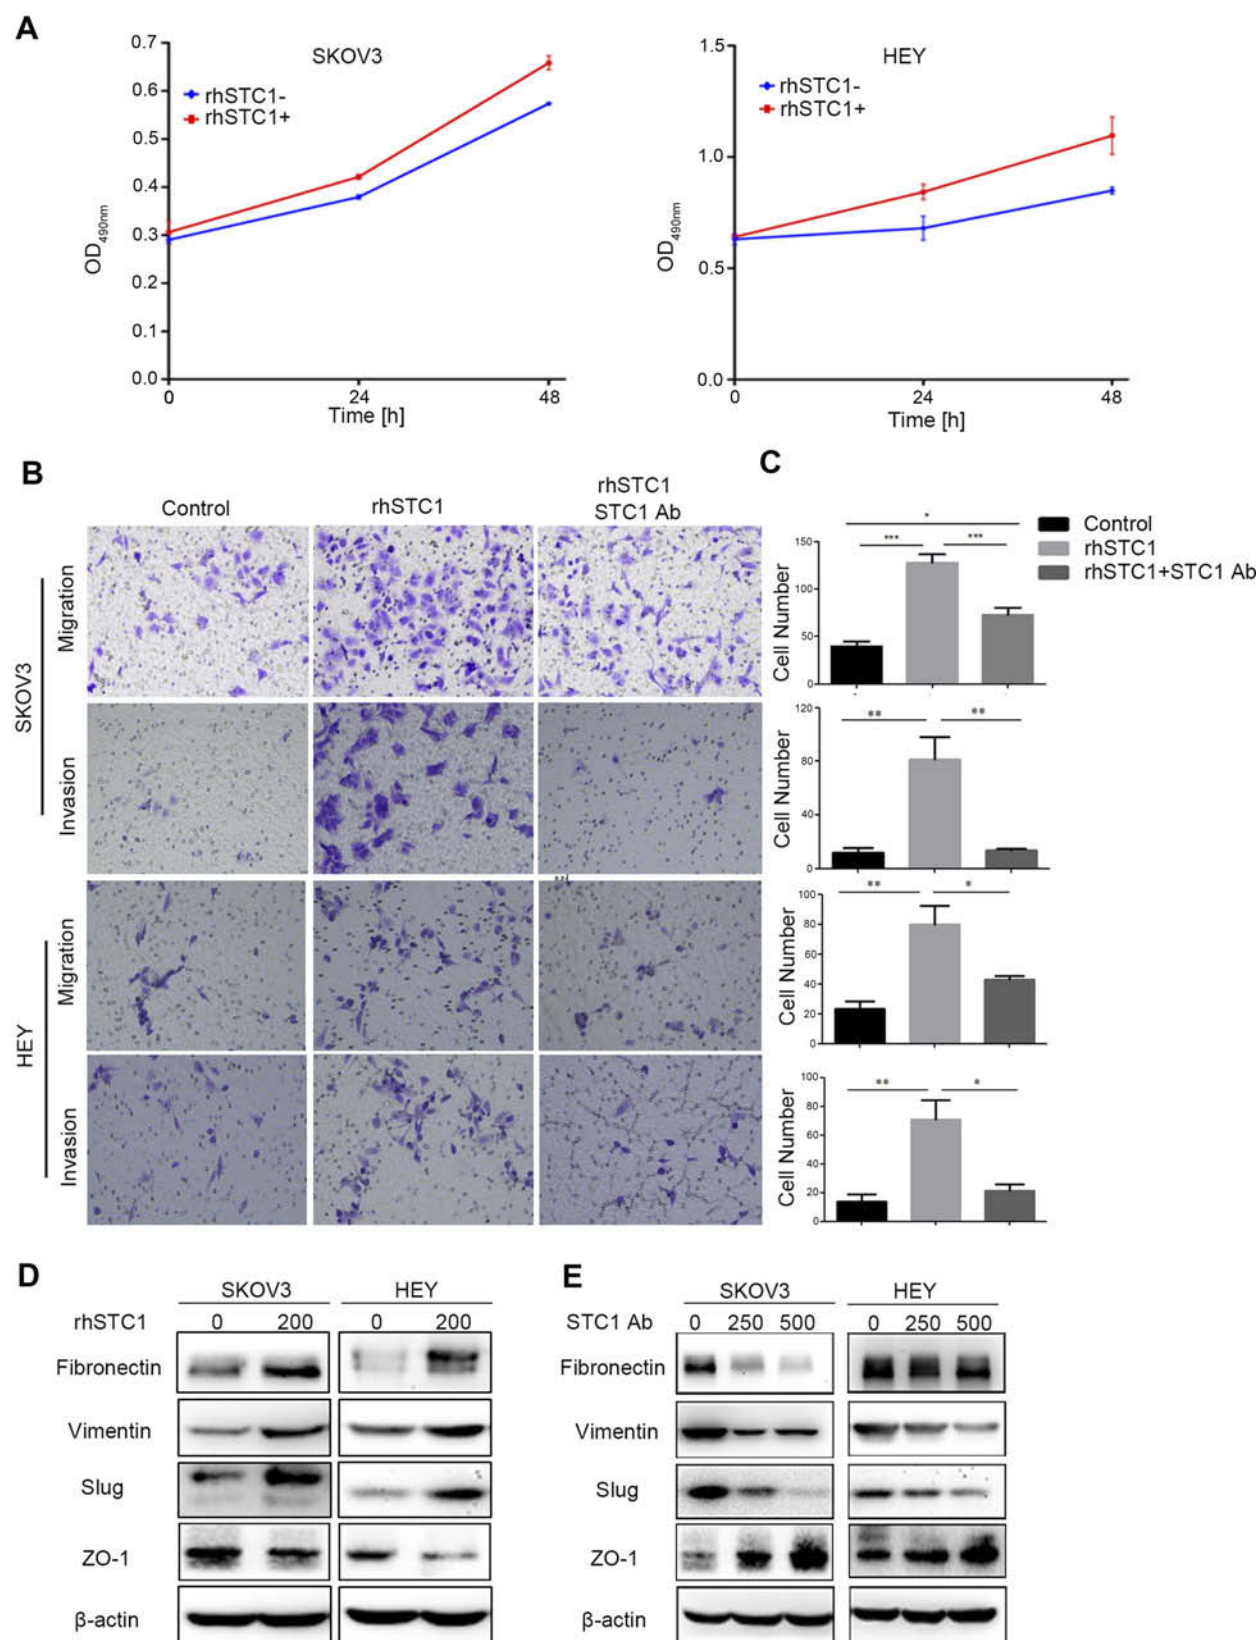 A
SKOV3
rhSTC1-
rhSTC1+
0.7
0.6
0.5
0.4
0.3
0.2
0.1
0.0
OD490nm
0 24 48
Time [h]
HEY
rhSTC1-
rhSTC1+
1.5
1.0
0.5
0.0
OD490nm
0 24 48
Time [h]
B
Control rhSTC1 rhSTC1
STC1 Ab
SKOV3
Migration
Invasion
HEY
Migration
Invasion
C
Control
rhSTC1
rhSTC1+STC1 Ab
*
*** ***
150
100
50
0
Cell Number
** **
120
80
40
0
Cell Number
** *
100
80
60
40
20
0
Cell Number
** *
100
80
60
40
20
0
Cell Number
D
SKOV3 HEY
rhSTC1 0 200 0 200
Fibronectin
Vimentin
Slug
ZO-1
β-actin
E
SKOV3 HEY
STC1 Ab 0 250 500 0 250 500
Fibronectin
Vimentin
Slug
ZO-1
β-actin